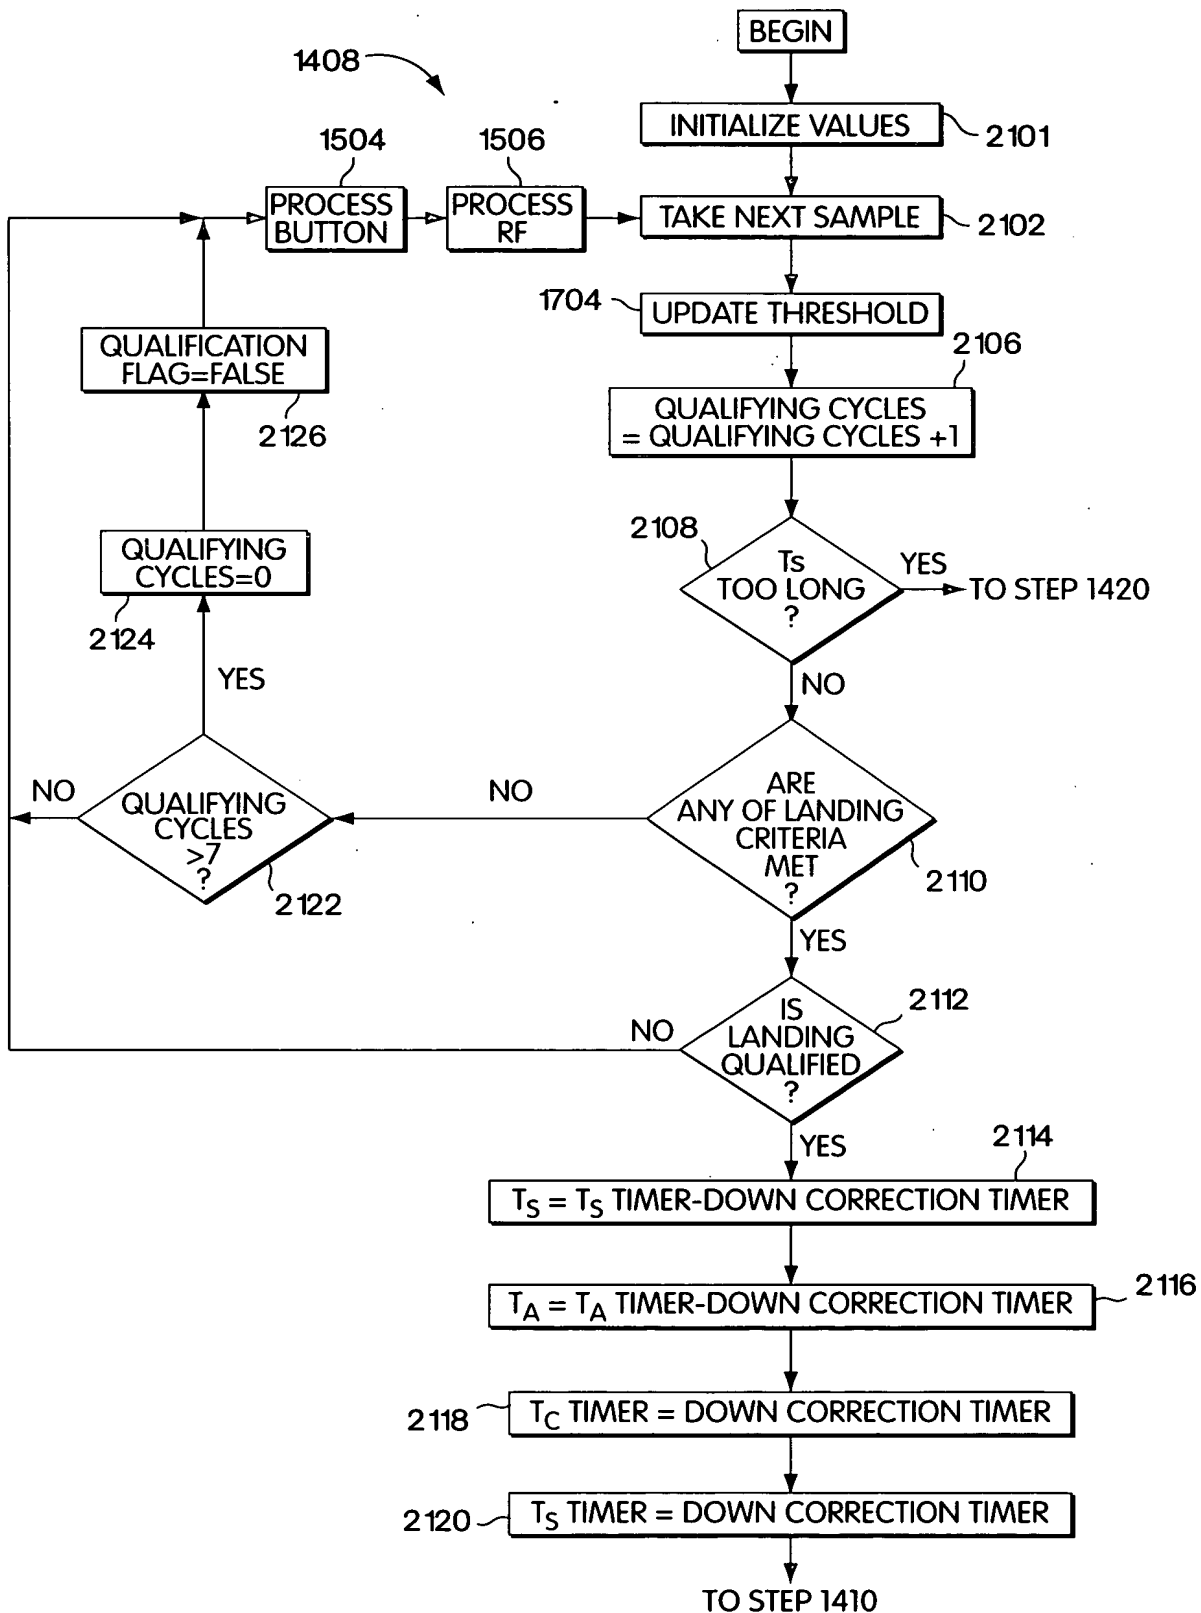 BEGIN
1408
INITIALIZE VALUES
2101
1504
1506
PROCESS
BUTTON
PROCESS
RF
TAKE NEXT SAMPLE
2102
1704
UPDATE THRESHOLD
2106
QUALIFYING CYCLES
= QUALIFYING CYCLES +1
QUALIFICATION
FLAG=FALSE
2126
2108
Ts
TOO LONG
?
YES
TO STEP 1420
NO
QUALIFYING
CYCLES=0
2124
YES
NO
QUALIFYING
CYCLES
>7
?
2122
NO
ARE
ANY OF LANDING
CRITERIA
MET
?
2110
YES
2112
IS
LANDING
QUALIFIED
?
NO
YES
2114
TS = TS TIMER-DOWN CORRECTION TIMER
2116
TA = TA TIMER-DOWN CORRECTION TIMER
2118
TC TIMER = DOWN CORRECTION TIMER
2120
TS TIMER = DOWN CORRECTION TIMER
TO STEP 1410